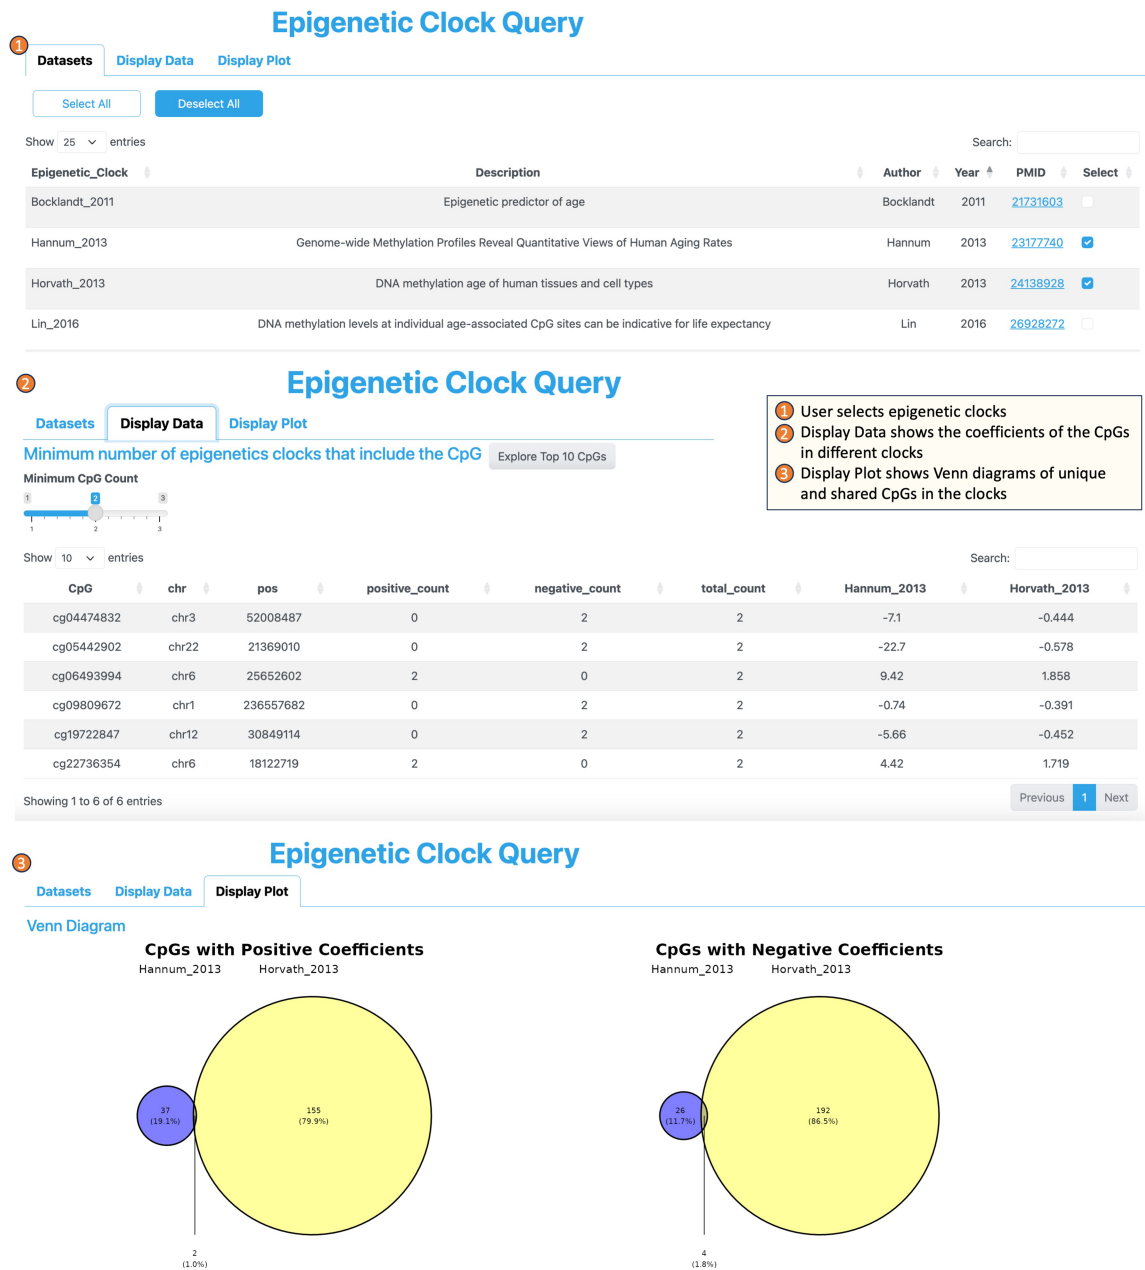 Epigenetic Clock Query
1
Datasets Display Data Display Plot
Select All Deselect All
Show 25 entries Search:
Epigenetic_Clock Description Author Year PMID Select
Bocklandt_2011 Epigenetic predictor of age Bocklandt 2011 21731603
Hannum_2013 Genome-wide Methylation Profiles Reveal Quantitative Views of Human Aging Rates Hannum 2013 23177740
Horvath_2013 DNA methylation age of human tissues and cell types Horvath 2013 24138928
Lin_2016 DNA methylation levels at individual age-associated CpG sites can be indicative for life expectancy Lin 2016 26928272
2
Epigenetic Clock Query
Datasets Display Data Display Plot
1 User selects epigenetic clocks
2 Display Data shows the coefficients of the CpGs
in different clocks
3 Display Plot shows Venn diagrams of unique
and shared CpGs in the clocks
Minimum number of epigenetics clocks that include the CpG Explore Top 10 CpGs
Minimum CpG Count
1 2 3
1 2 3
Show 10 entries Search:
CpG chr pos positive_count negative_count total_count Hannum_2013 Horvath_2013
cg04474832 chr3 52008487 0 2 2 -7.1 -0.444
cg05442902 chr22 21369010 0 2 2 -22.7 -0.578
cg06493994 chr6 25652602 2 0 2 9.42 1.858
cg09809672 chr1 236557682 0 2 2 -0.74 -0.391
cg19722847 chr12 30849114 0 2 2 -5.66 -0.452
cg22736354 chr6 18122719 2 0 2 4.42 1.719
Showing 1 to 6 of 6 entries Previous 1 Next
3
Epigenetic Clock Query
Datasets Display Data Display Plot
Venn Diagram
CpGs with Positive Coefficients
Hannum_2013 Horvath_2013
37
(19.1%)
155
(79.9%)
2
(1.0%)
CpGs with Negative Coefficients
Hannum_2013 Horvath_2013
26
(11.7%)
192
(86.5%)
4
(1.8%)